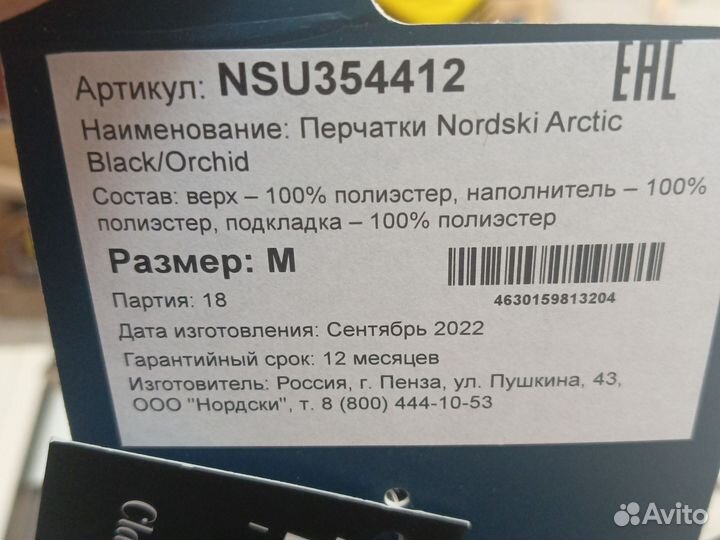 Артикул: NSU354412
EAC
Наименование: Перчатки Nordski Arctic
Black/Orchid
Состав: верх – 100% полиэстер, наполнитель – 100%
полиэстер, подкладка – 100% полиэстер
Размер: M
4630159813204
Партия: 18
Дата изготовления: Сентябрь 2022
Гарантийный срок: 12 месяцев
Изготовитель: Россия, г. Пенза, ул. Пушкина, 43,
ООО "Нордски", т. 8 (800) 444-10-53
Avito